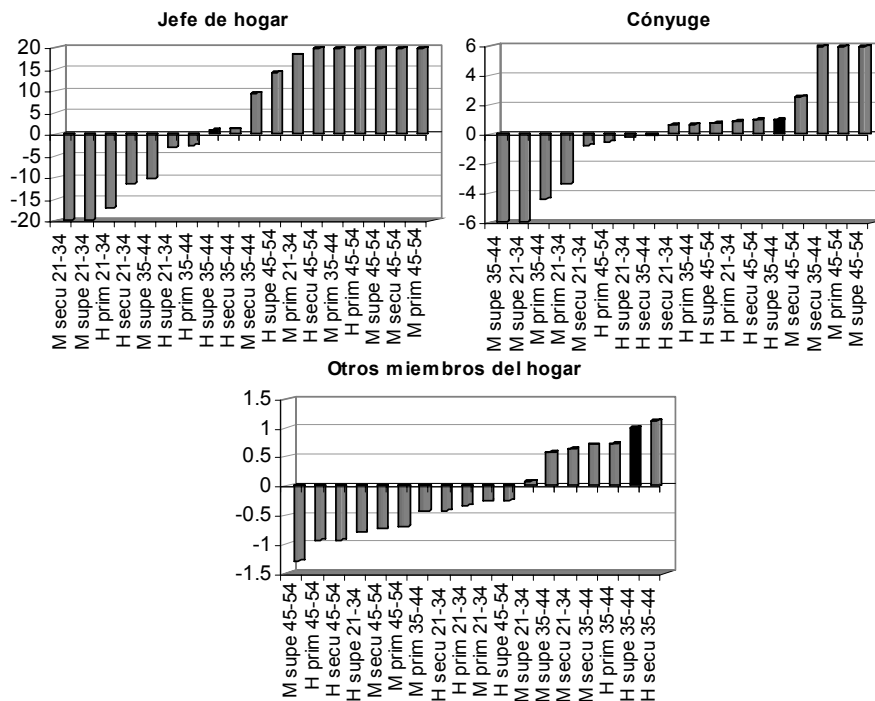 Jefe de hogar
20
15
10
5
0
-5
-10
-15
-20
M secu 21-34
M supe 21-34
H prim 21-34
H secu 21-34
M supe 35-44
H supe 21-34
H prim 35-44
H supe 35-44
H secu 35-44
M secu 35-44
H supe 45-54
M prim 21-34
H secu 45-54
M prim 35-44
H prim 45-54
M supe 45-54
M secu 45-54
M prim 45-54
Cónyuge
6
4
2
0
-2
-4
-6
M supe 35-44
M supe 21-34
M prim 35-44
M prim 21-34
M secu 21-34
H prim 45-54
H supe 21-34
H secu 35-44
H secu 21-34
H prim 35-44
H supe 45-54
H prim 21-34
H secu 45-54
H supe 35-44
M secu 45-54
M secu 35-44
M prim 45-54
M supe 45-54
Otros miembros del hogar
1.5
1
0.5
0
-0.5
-1
-1.5
M supe 45-54
H prim 45-54
H secu 45-54
H supe 21-34
M secu 45-54
M prim 45-54
M prim 35-44
H secu 21-34
H prim 21-34
M prim 21-34
H supe 45-54
M supe 21-34
M supe 35-44
M secu 21-34
M secu 35-44
H prim 35-44
H supe 35-44
H secu 35-44